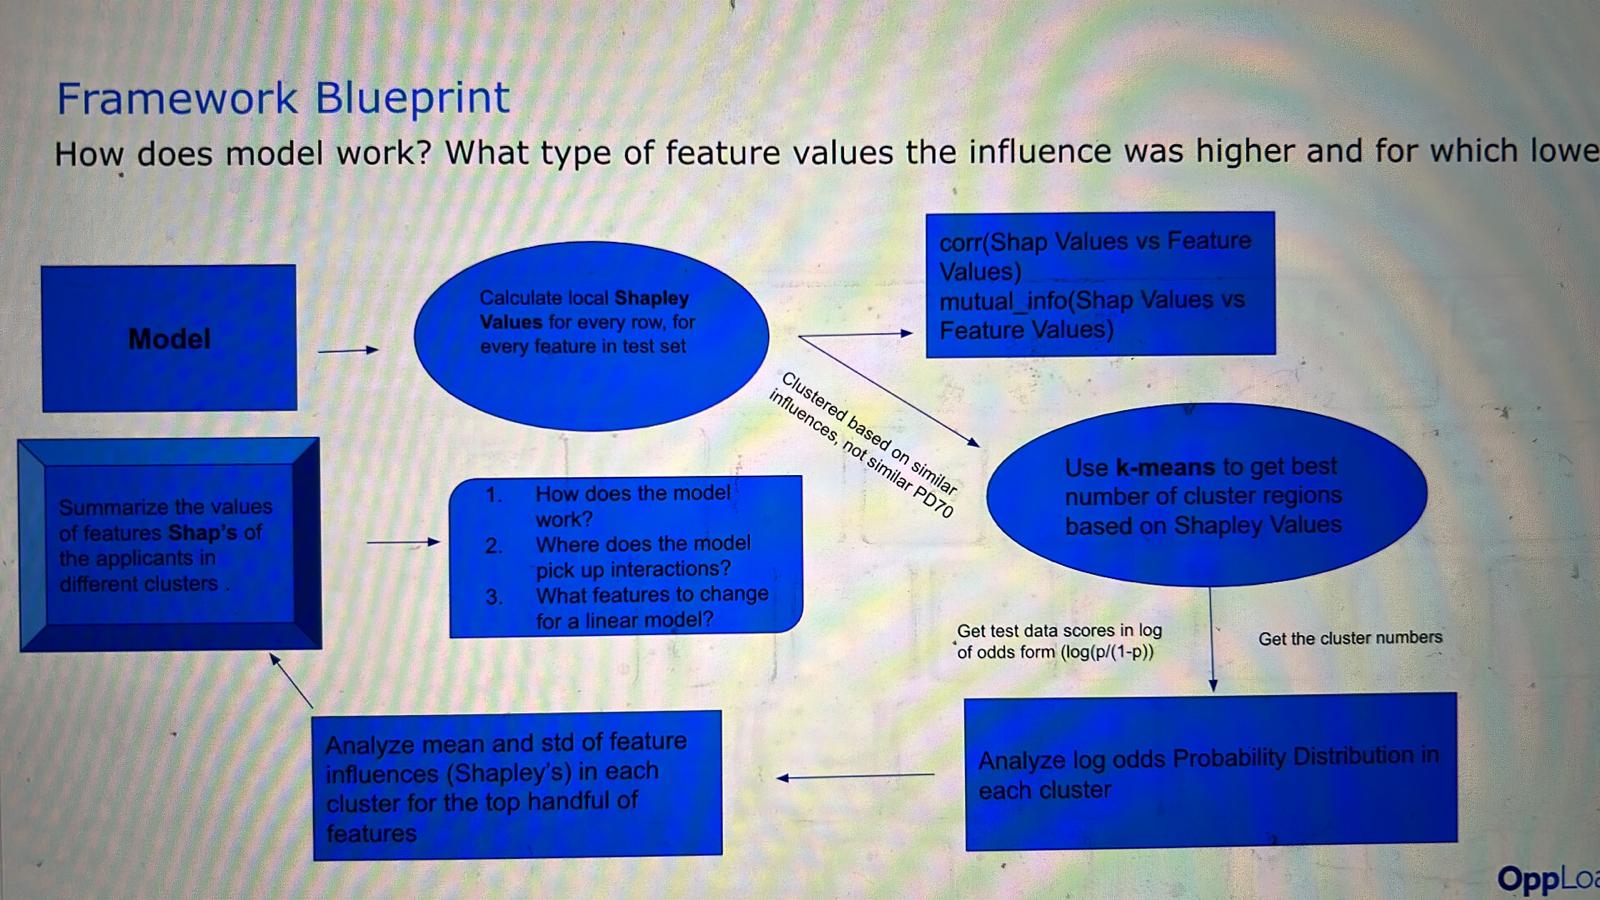 Framework Blueprint
How does model work? What type of feature values the influence was higher and for which lowe
Model
Calculate local Shapley
Values for every row, for
every feature in test set
corr(Shap Values vs Feature
Values)
mutual_info(Shap Values vs
Feature Values)
Clustered based on similar
influences, not similar PD70
Use k-means to get best
number of cluster regions
based on Shapley Values
Get test data scores in log
of odds form (log(p/(1-p))
Get the cluster numbers
Analyze log odds Probability Distribution in
each cluster
Analyze mean and std of feature
influences (Shapley's) in each
cluster for the top handful of
features
Summarize the values
of features Shap's of
the applicants in
different clusters .
1. How does the model
work?
2. Where does the model
pick up interactions?
3. What features to change
for a linear model?
OppLoa